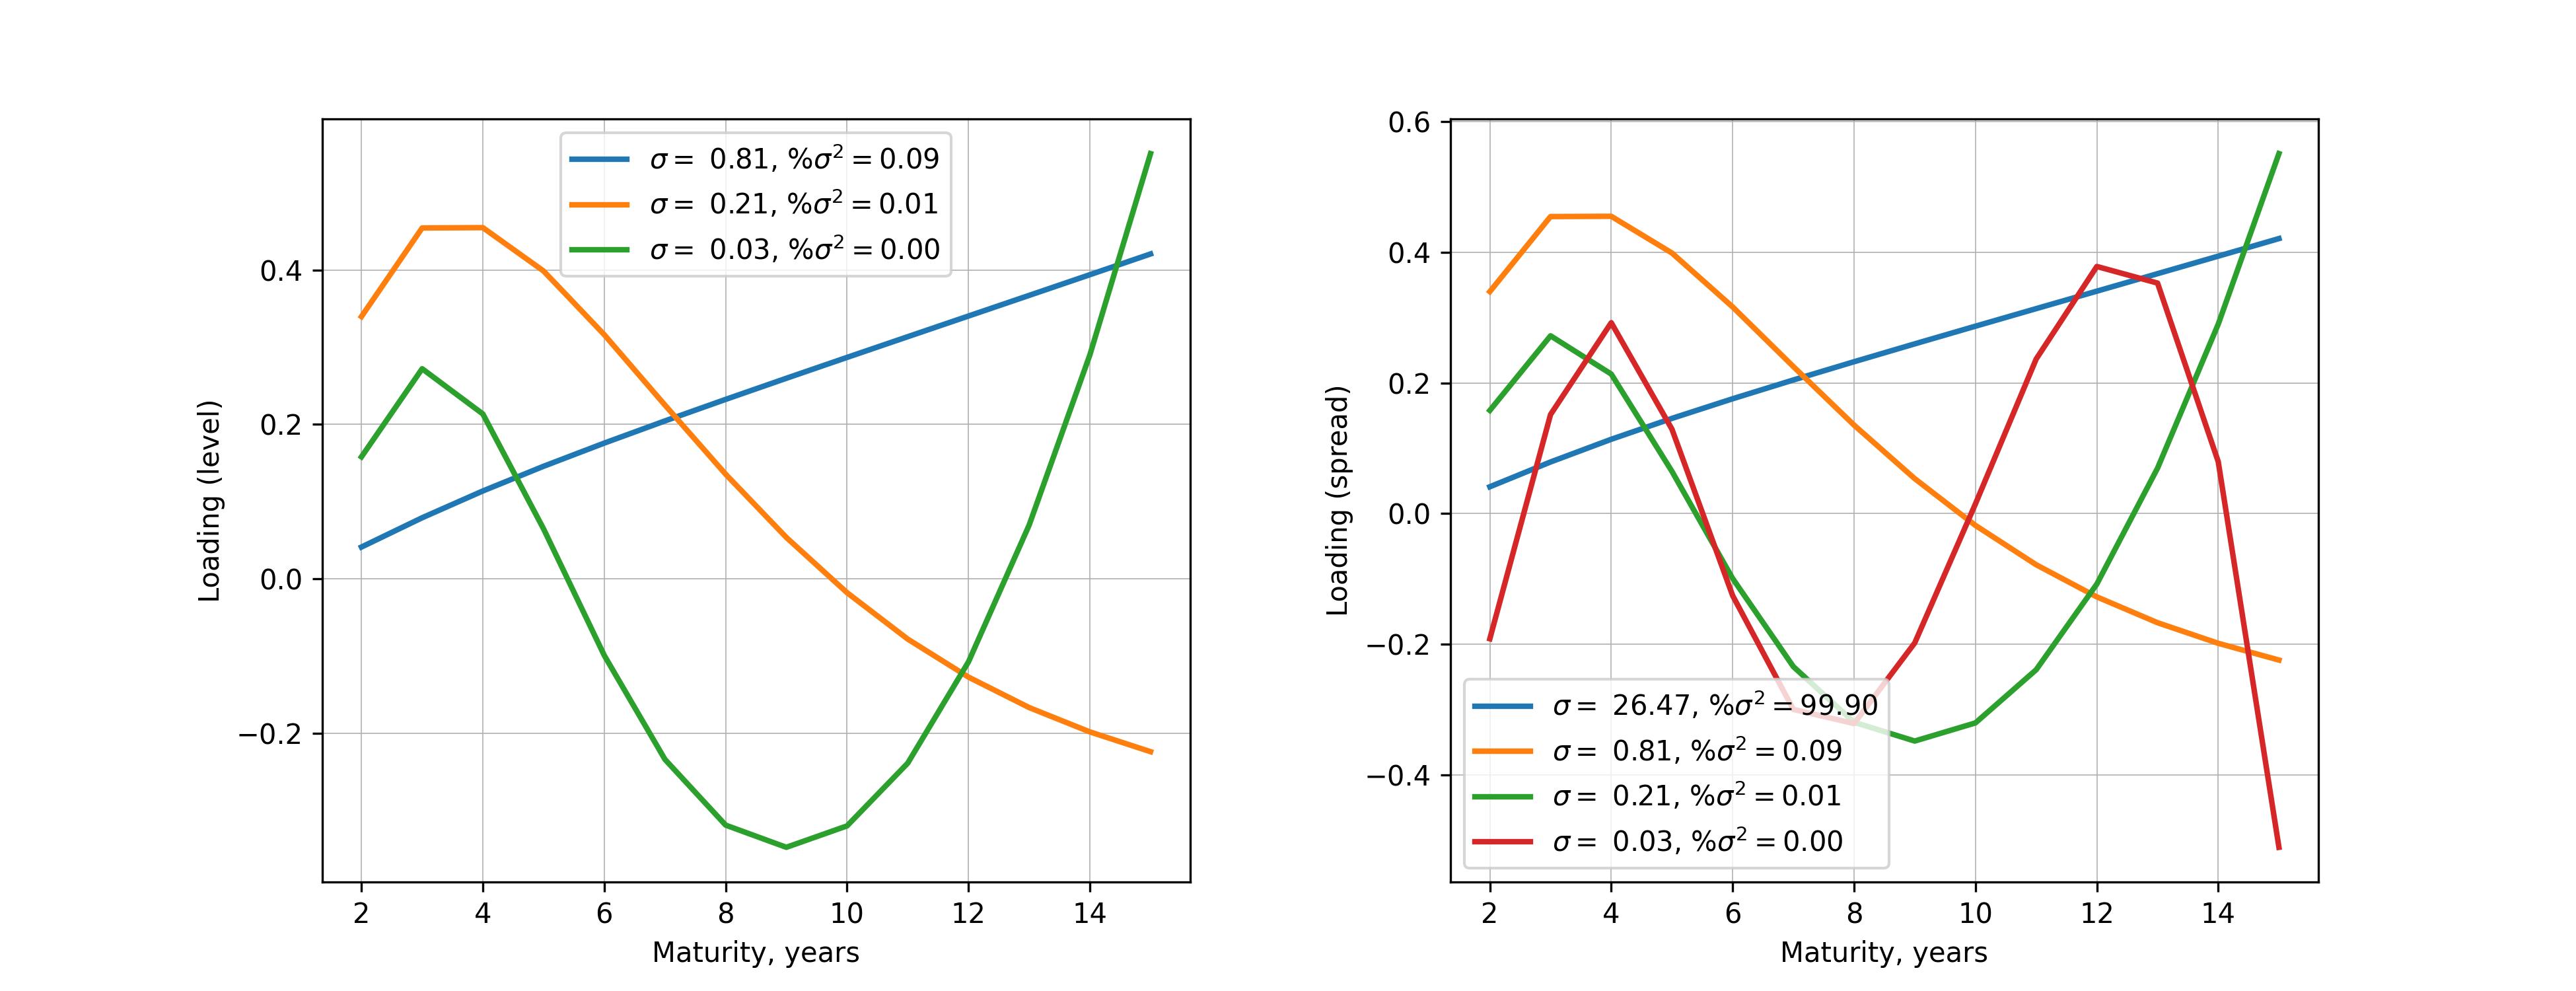 σ = 0.81, %σ² = 0.09
σ = 0.21, %σ² = 0.01
σ = 0.03, %σ² = 0.00
0.4
0.2
0.0
−0.2
Loading (level)
2 4 6 8 10 12 14
Maturity, years
0.6
0.4
0.2
0.0
−0.2
−0.4
Loading (spread)
σ = 26.47, %σ² = 99.90
σ = 0.81, %σ² = 0.09
σ = 0.21, %σ² = 0.01
σ = 0.03, %σ² = 0.00
2 4 6 8 10 12 14
Maturity, years